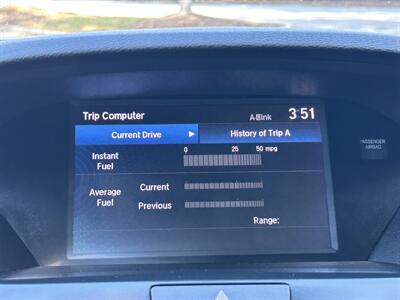 Trip Computer A-Link 3:51
Current Drive ▶ History of Trip A
0 25 50 mpg
Instant
Fuel
Average
Fuel
Current
Previous
Range:
PASSENGER
AIRBAG